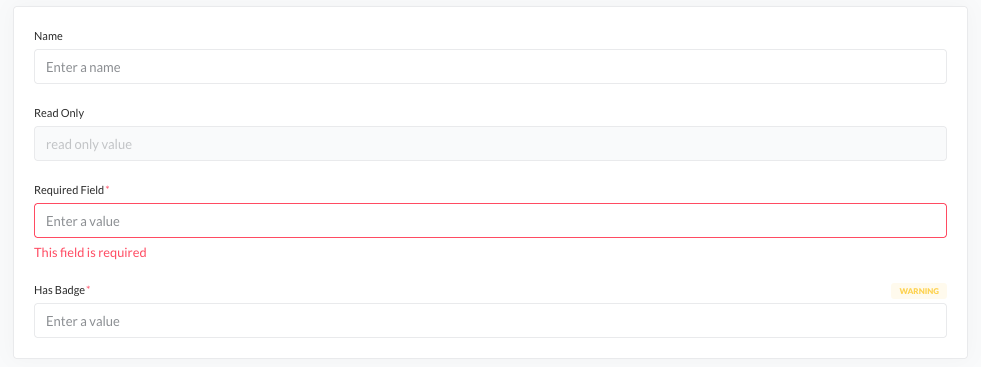 Name
Enter a name
Read Only
read only value
Required Field*
Enter a value
This field is required
Has Badge*
WARNING
Enter a value